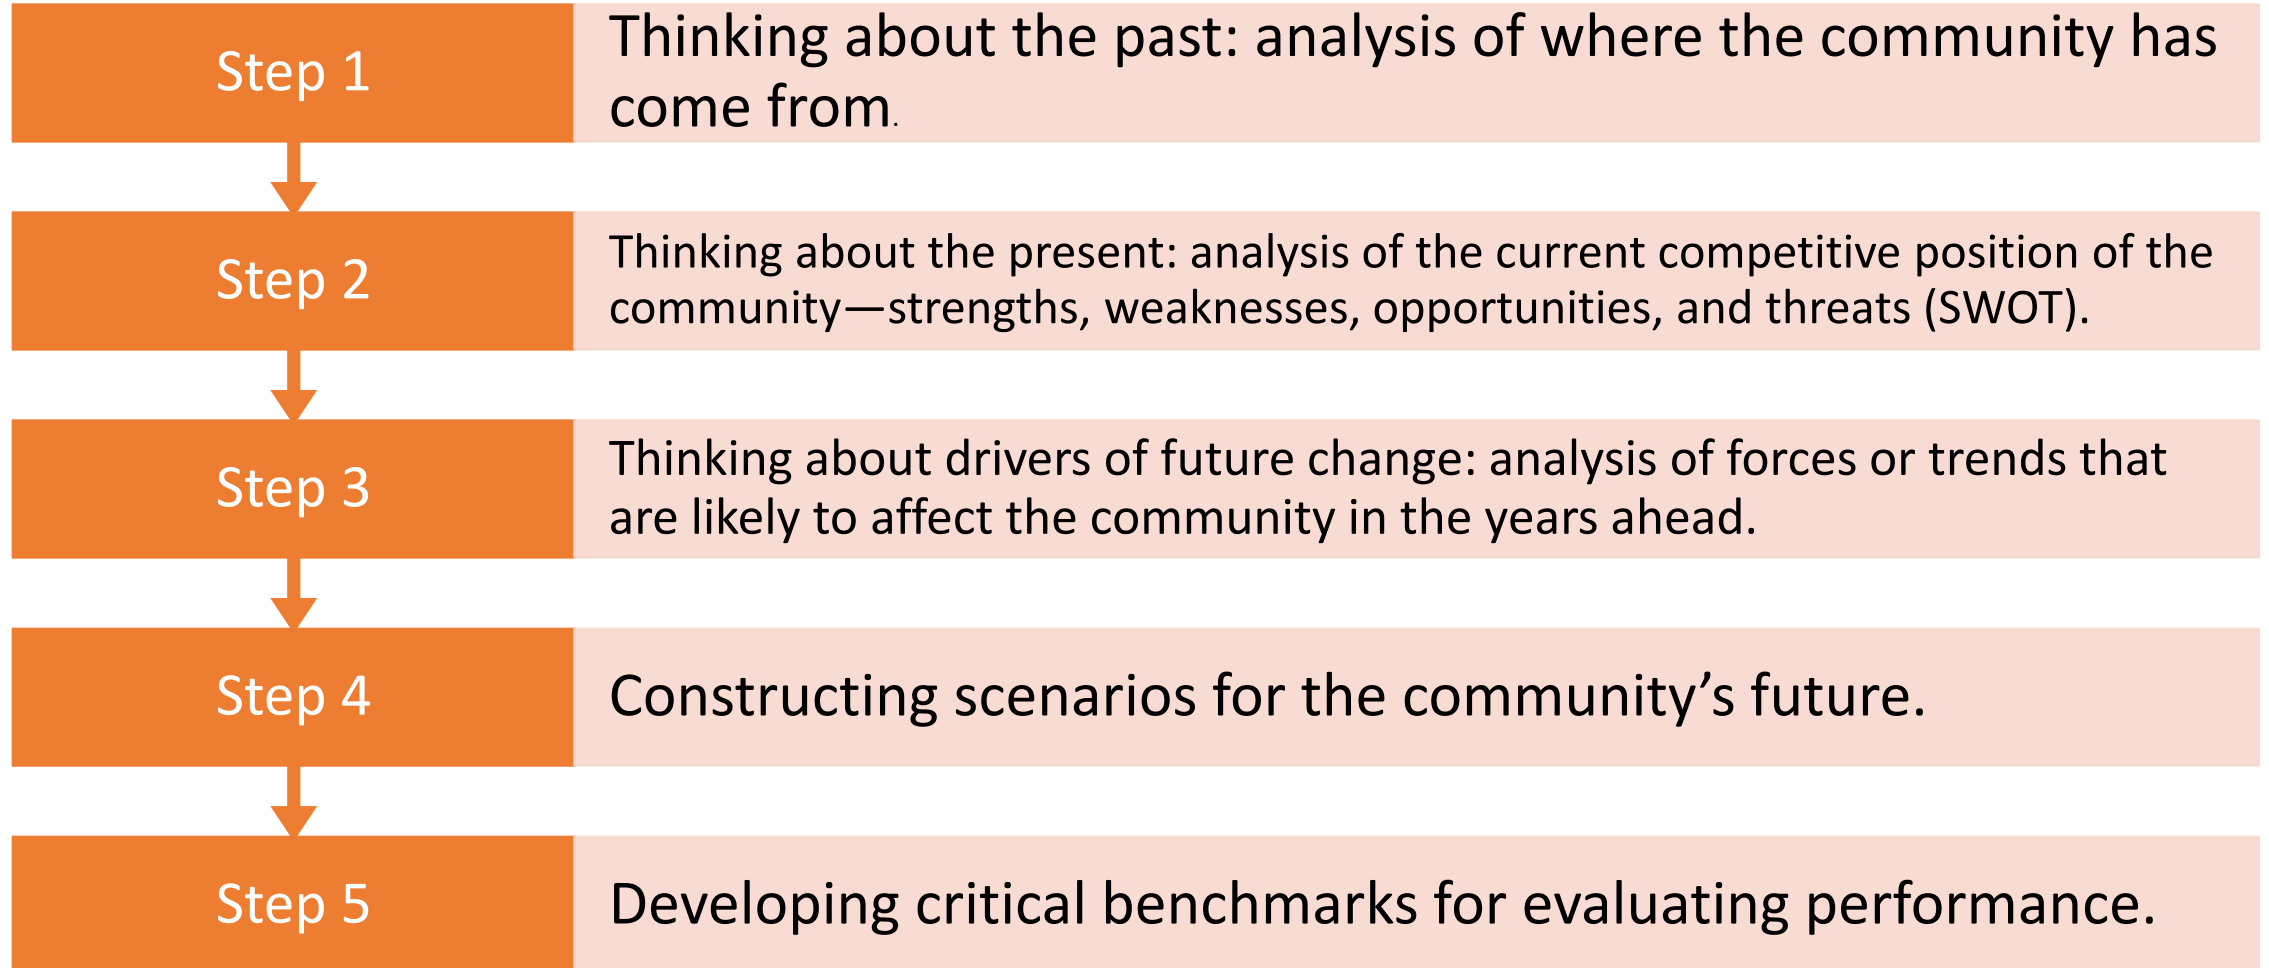 Step 1
Thinking about the past: analysis of where the community has
come from.
Step 2
Thinking about the present: analysis of the current competitive position of the
community—strengths, weaknesses, opportunities, and threats (SWOT).
Step 3
Thinking about drivers of future change: analysis of forces or trends that
are likely to affect the community in the years ahead.
Step 4
Constructing scenarios for the community’s future.
Step 5
Developing critical benchmarks for evaluating performance.